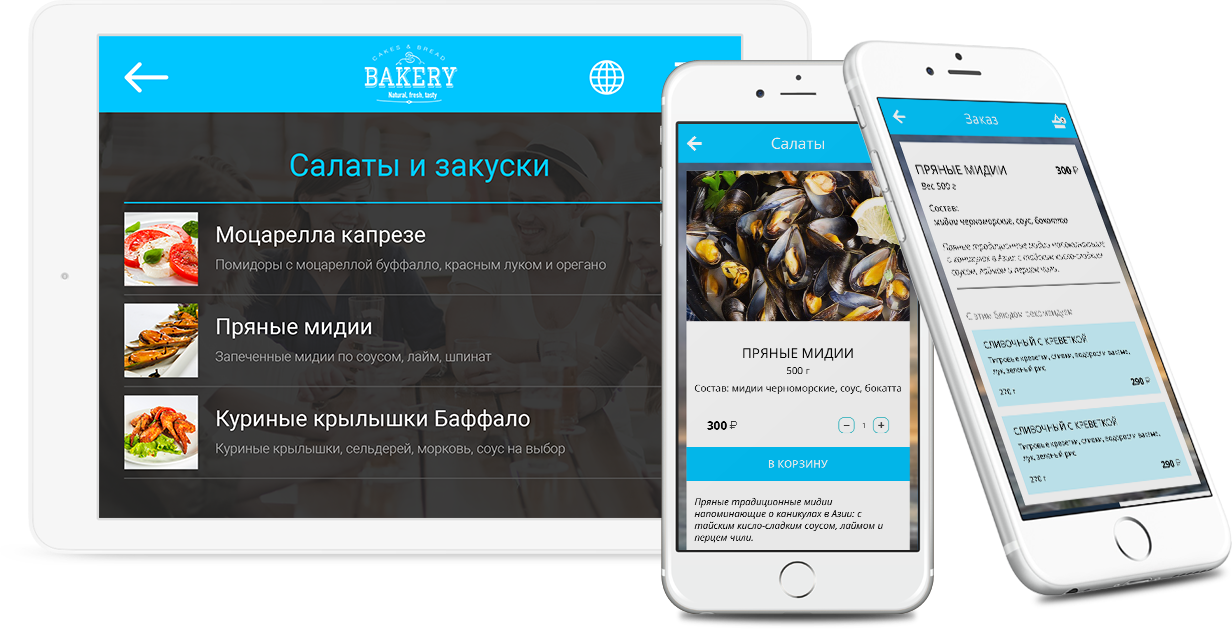 CAKES & BREAD
BAKERY
Natural, fresh, tasty
Салаты и закуски
Моцарелла капрезе
Помидоры с моцареллой буффало, красным луком и орегано
Пряные мидии
Запеченные мидии по соусом, лайм, шпинат
Куриные крылышки Баффало
Куриные крылышки, сельдерей, морковь, соус на выбор
Салаты
ПРЯНЫЕ МИДИИ
500 г
Состав: мидии черноморские, соус, бокатта
300 ₽
− 1 +
В КОРЗИНУ
Пряные традиционные мидии
напоминающие о каникулах в Азии: с
тайским кисло-сладким соусом, лаймом и
перцем чили.
Заказ
ПРЯНЫЕ МИДИИ 300 ₽
Вес 500 г
Состав:
мидии черноморские, соус, бокатта
Пряные традиционные мидии напоминающие
о каникулах в Азии: с тайским кисло-сладким
соусом, лаймом и перцем чили.
С этим блюдом рекомендуем
СЛИВОЧНЫЙ С КРЕВЕТКОЙ
Тигровые креветки, сливки, водоросли вакаме,
лук, зеленый рис
270 г 290 ₽
СЛИВОЧНЫЙ С КРЕВЕТКОЙ
Тигровые креветки, сливки, водоросли вакаме,
лук, зеленый рис
270 г 290 ₽